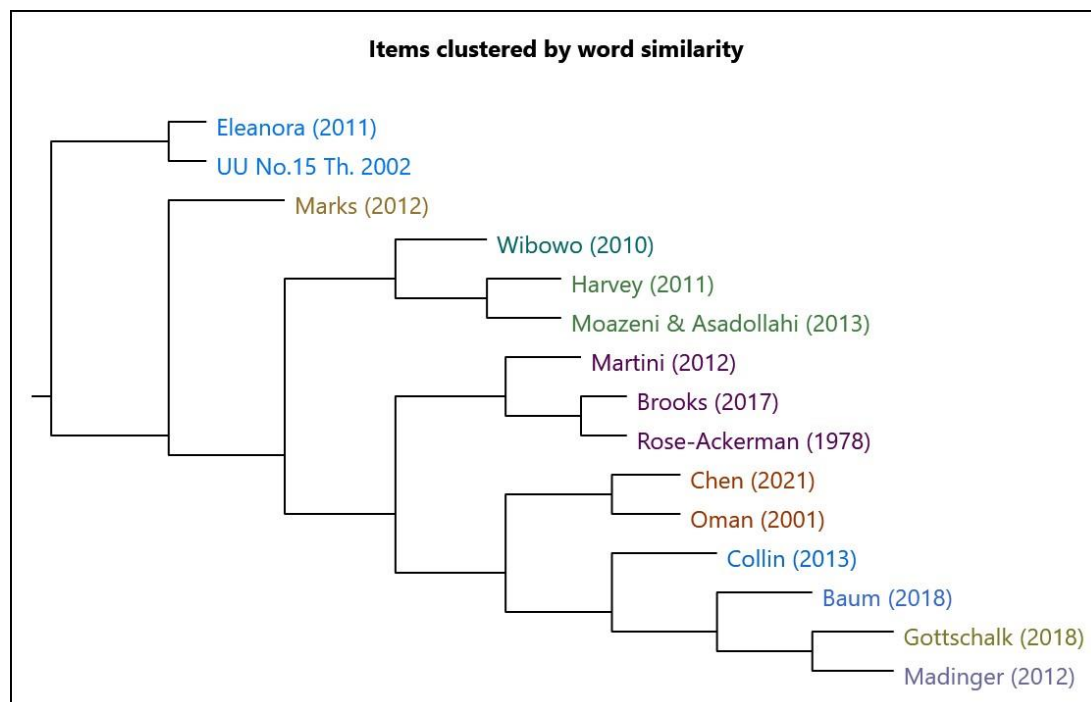 Items clustered by word similarity
Eleanora (2011)
UU No.15 Th. 2002
Marks (2012)
Wibowo (2010)
Harvey (2011)
Moazeni & Asadollahi (2013)
Martini (2012)
Brooks (2017)
Rose-Ackerman (1978)
Chen (2021)
Oman (2001)
Collin (2013)
Baum (2018)
Gottschalk (2018)
Madinger (2012)